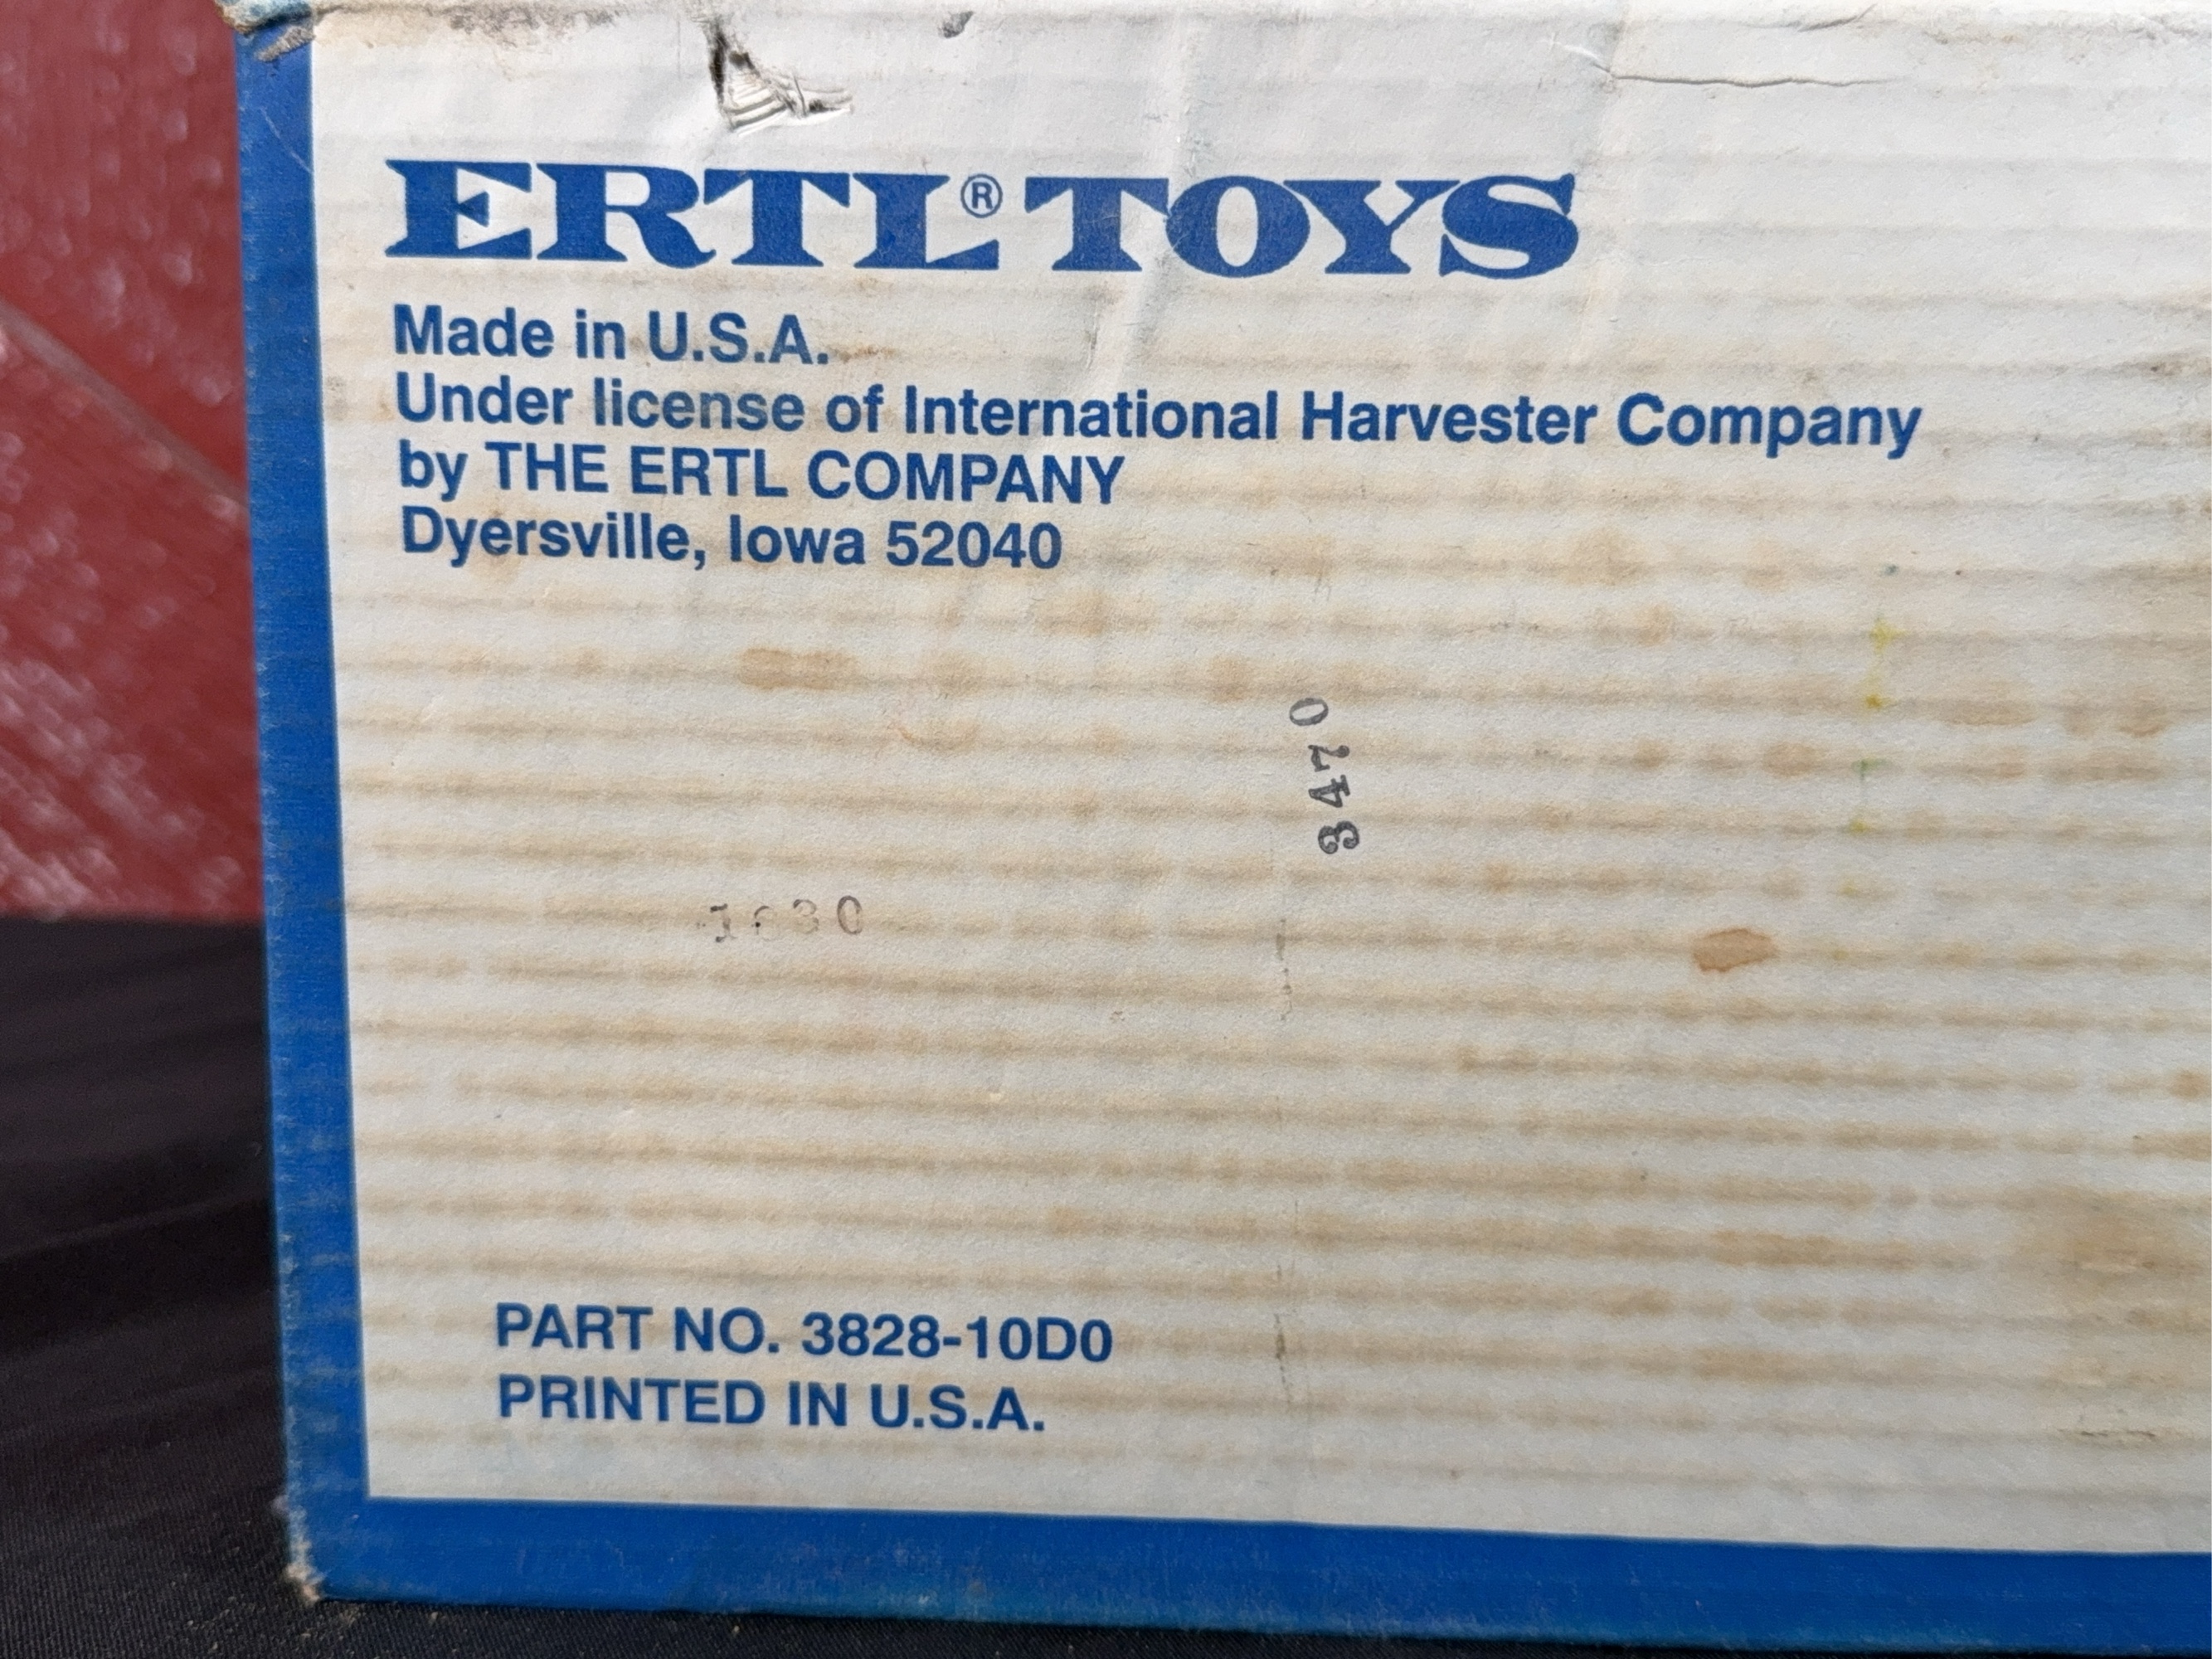 ERTL® TOYS
Made in U.S.A.
Under license of International Harvester Company
by THE ERTL COMPANY
Dyersville, Iowa 52040
3470
PART NO. 3828-10D0
PRINTED IN U.S.A.